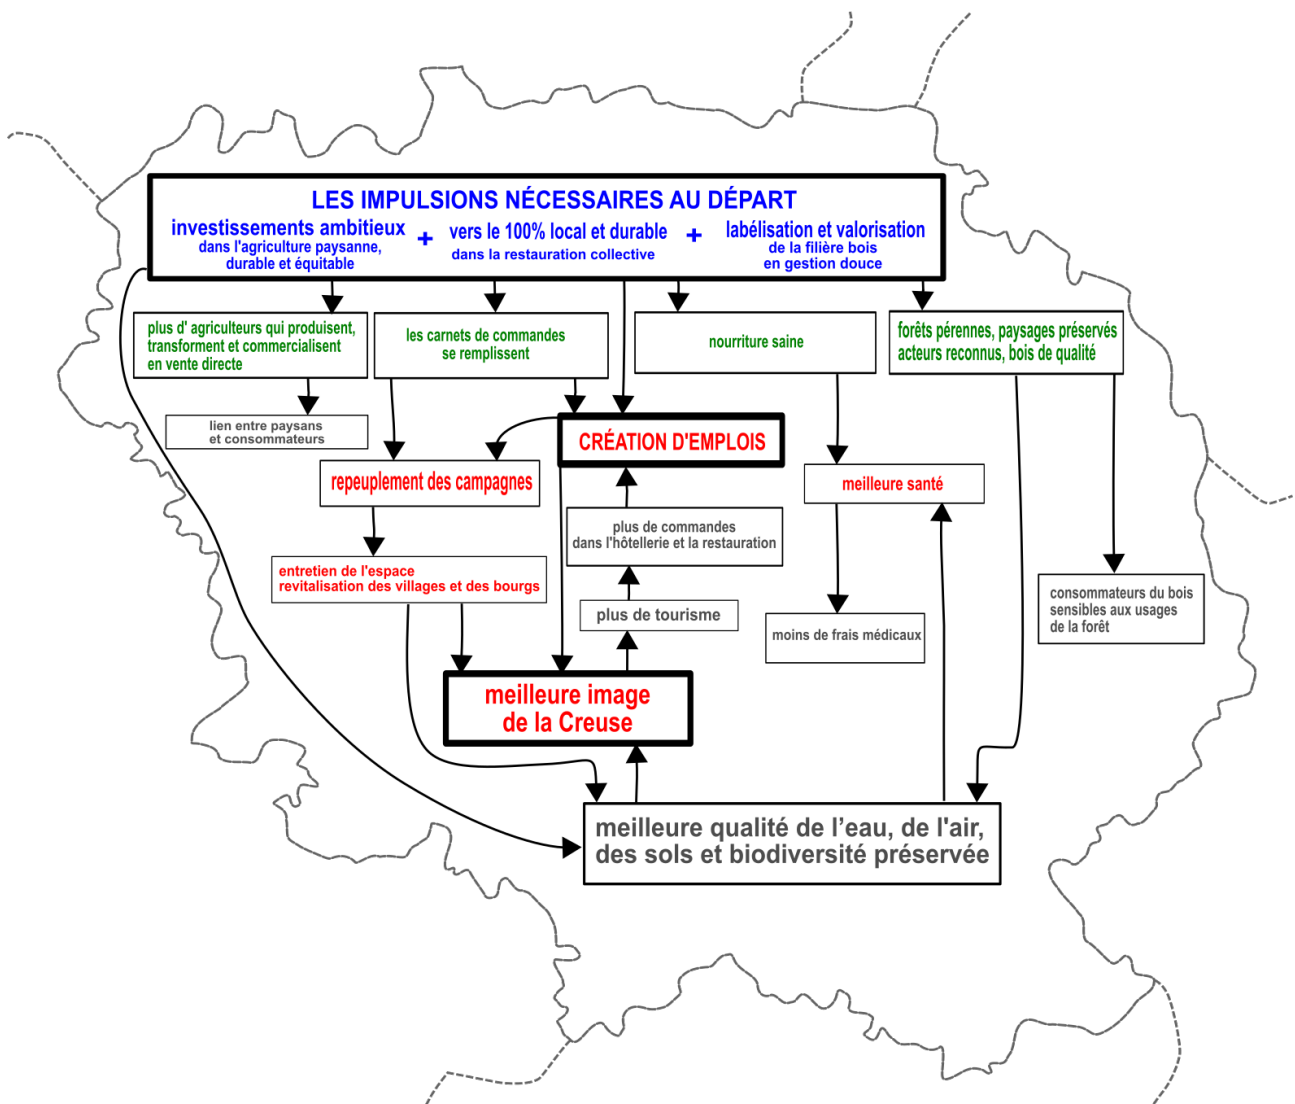 LES IMPULSIONS NÉCESSAIRES AU DÉPART
investissements ambitieux
dans l'agriculture paysanne,
durable et équitable
+
vers le 100% local et durable
dans la restauration collective
+
labélisation et valorisation
de la filière bois
en gestion douce
plus d' agriculteurs qui produisent,
transforment et commercialisent
en vente directe
les carnets de commandes
se remplissent
nourriture saine
forêts pérennes, paysages préservés
acteurs reconnus, bois de qualité
lien entre paysans
et consommateurs
CRÉATION D'EMPLOIS
repeuplement des campagnes
meilleure santé
plus de commandes
dans l'hôtellerie et la restauration
entretien de l'espace
revitalisation des villages et des bourgs
plus de tourisme
moins de frais médicaux
consommateurs du bois
sensibles aux usages
de la forêt
meilleure image
de la Creuse
meilleure qualité de l’eau, de l'air,
des sols et biodiversité préservée